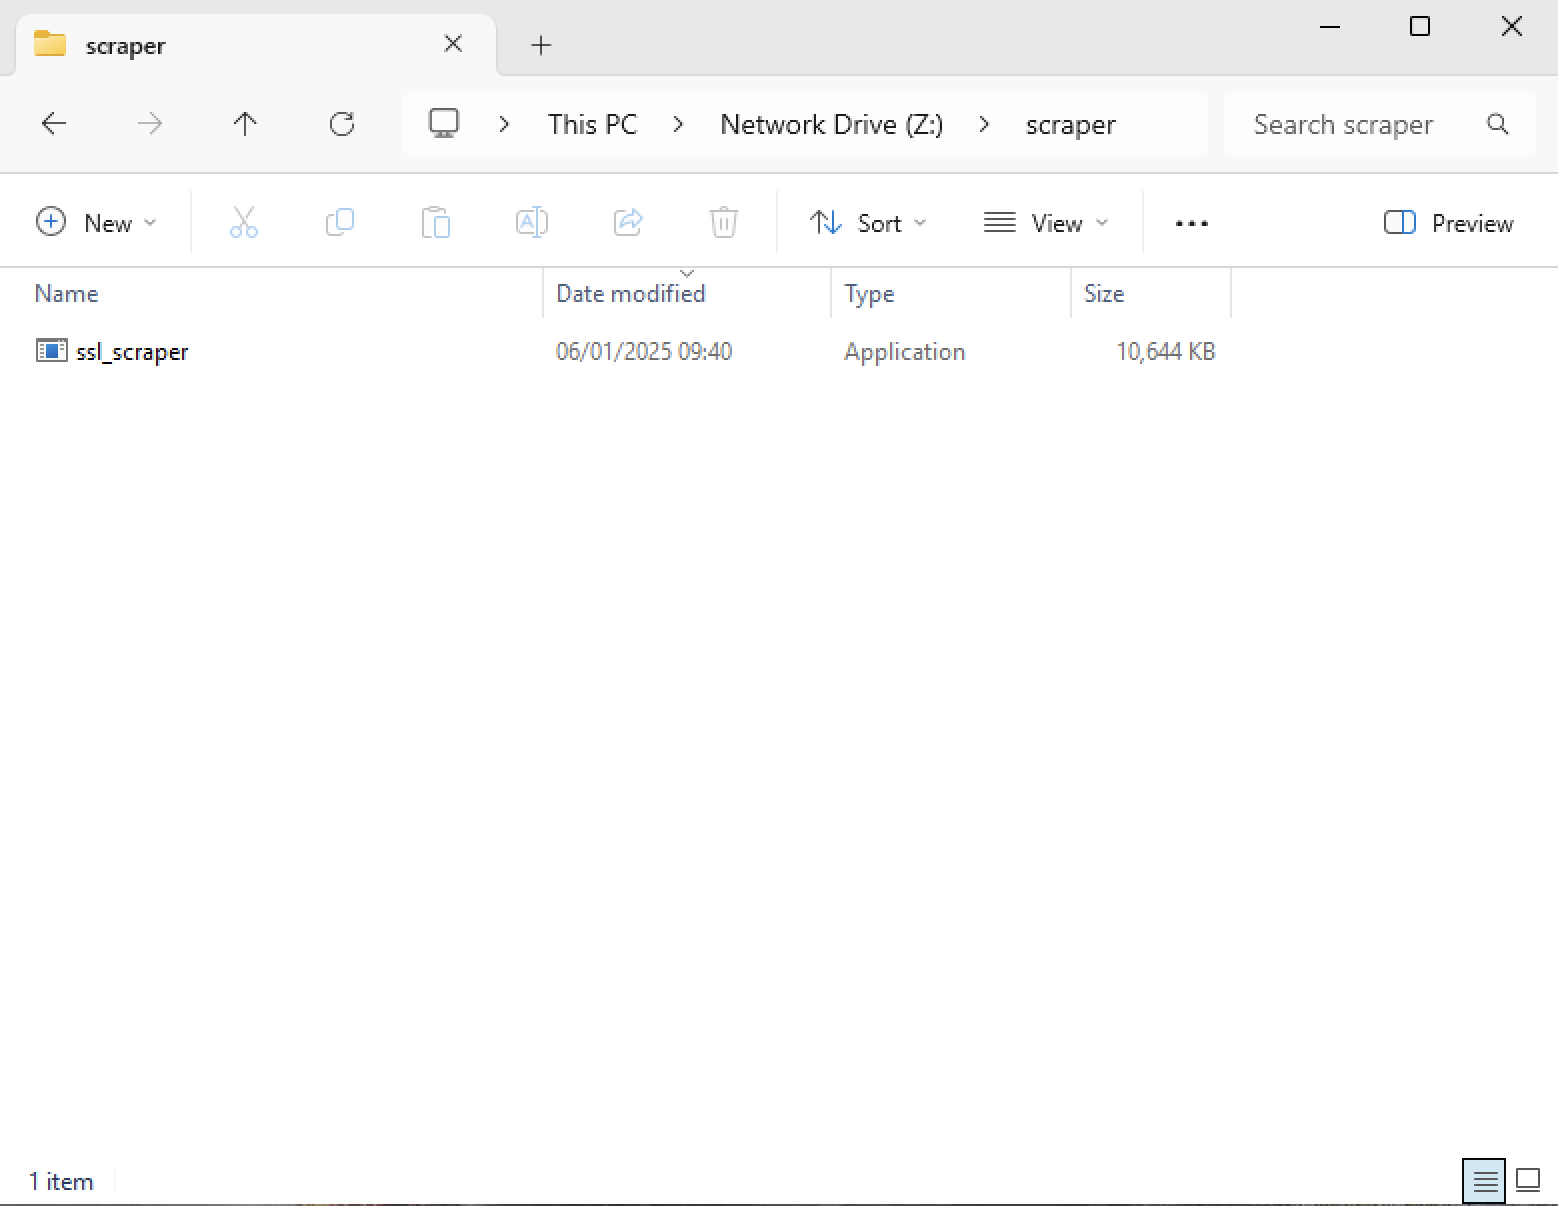 scraper
This PC Network Drive (Z:) scraper Search scraper
New Sort View Preview
Name Date modified Type Size
ssl_scraper 06/01/2025 09:40 Application 10,644 KB
1 item